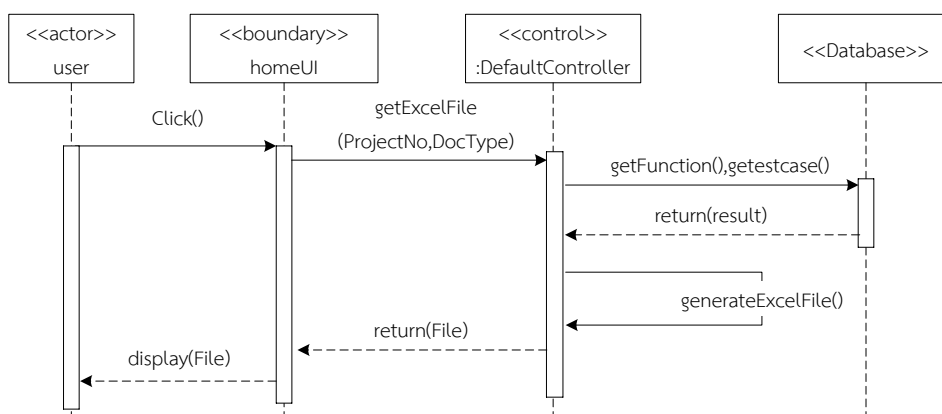 <<actor>>
user
<<boundary>>
homeUI
<<control>>
:DefaultController
<<Database>>
Click()
getExcelFile
(ProjectNo,DocType)
getFunction(),getestcase()
return(result)
generateExcelFile()
return(File)
display(File)